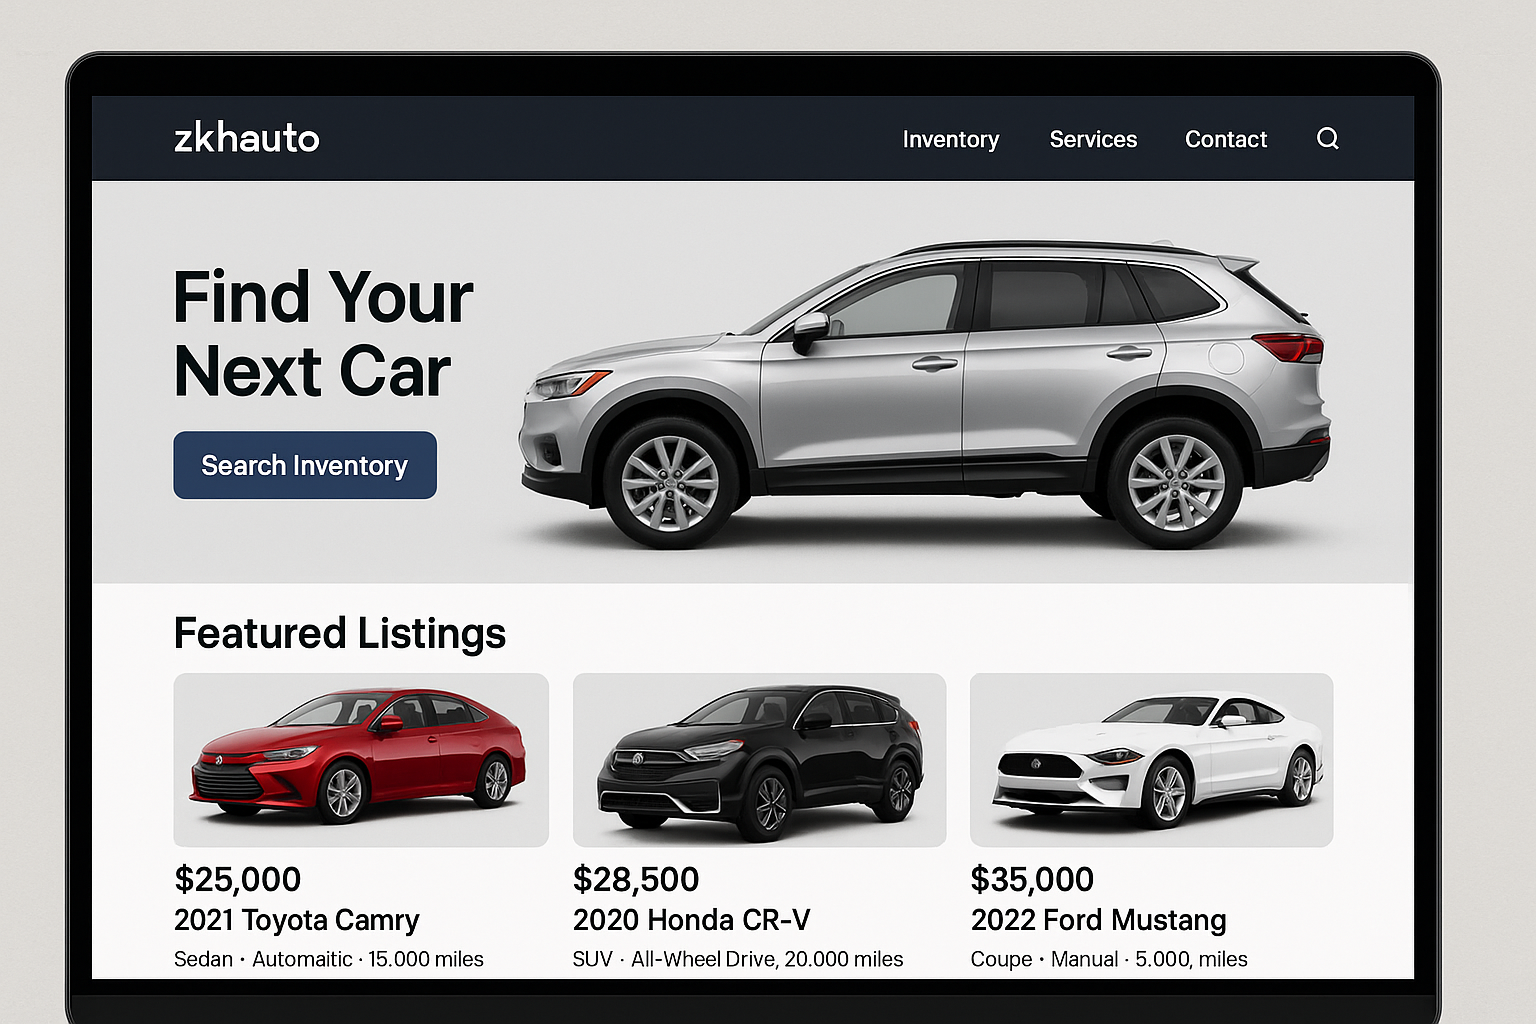 zkhauto
Inventory Services Contact
Find Your
Next Car
Search Inventory
Featured Listings
$25,000
2021 Toyota Camry
Sedan • Automaitic · 15.000 miles
$28,500
2020 Honda CR-V
SUV · All-Wheel Drive, 20.000 miles
$35,000
2022 Ford Mustang
Coupe • Manual · 5.000, miles